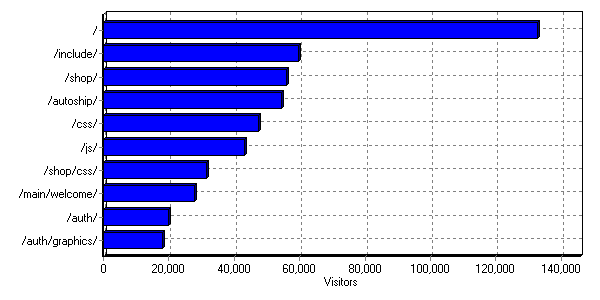 /
/include/
/shop/
/autoship/
/css/
/js/
/shop/css/
/main/welcome/
/auth/
/auth/graphics/
0 20,000 40,000 60,000 80,000 100,000 120,000 140,000
Visitors